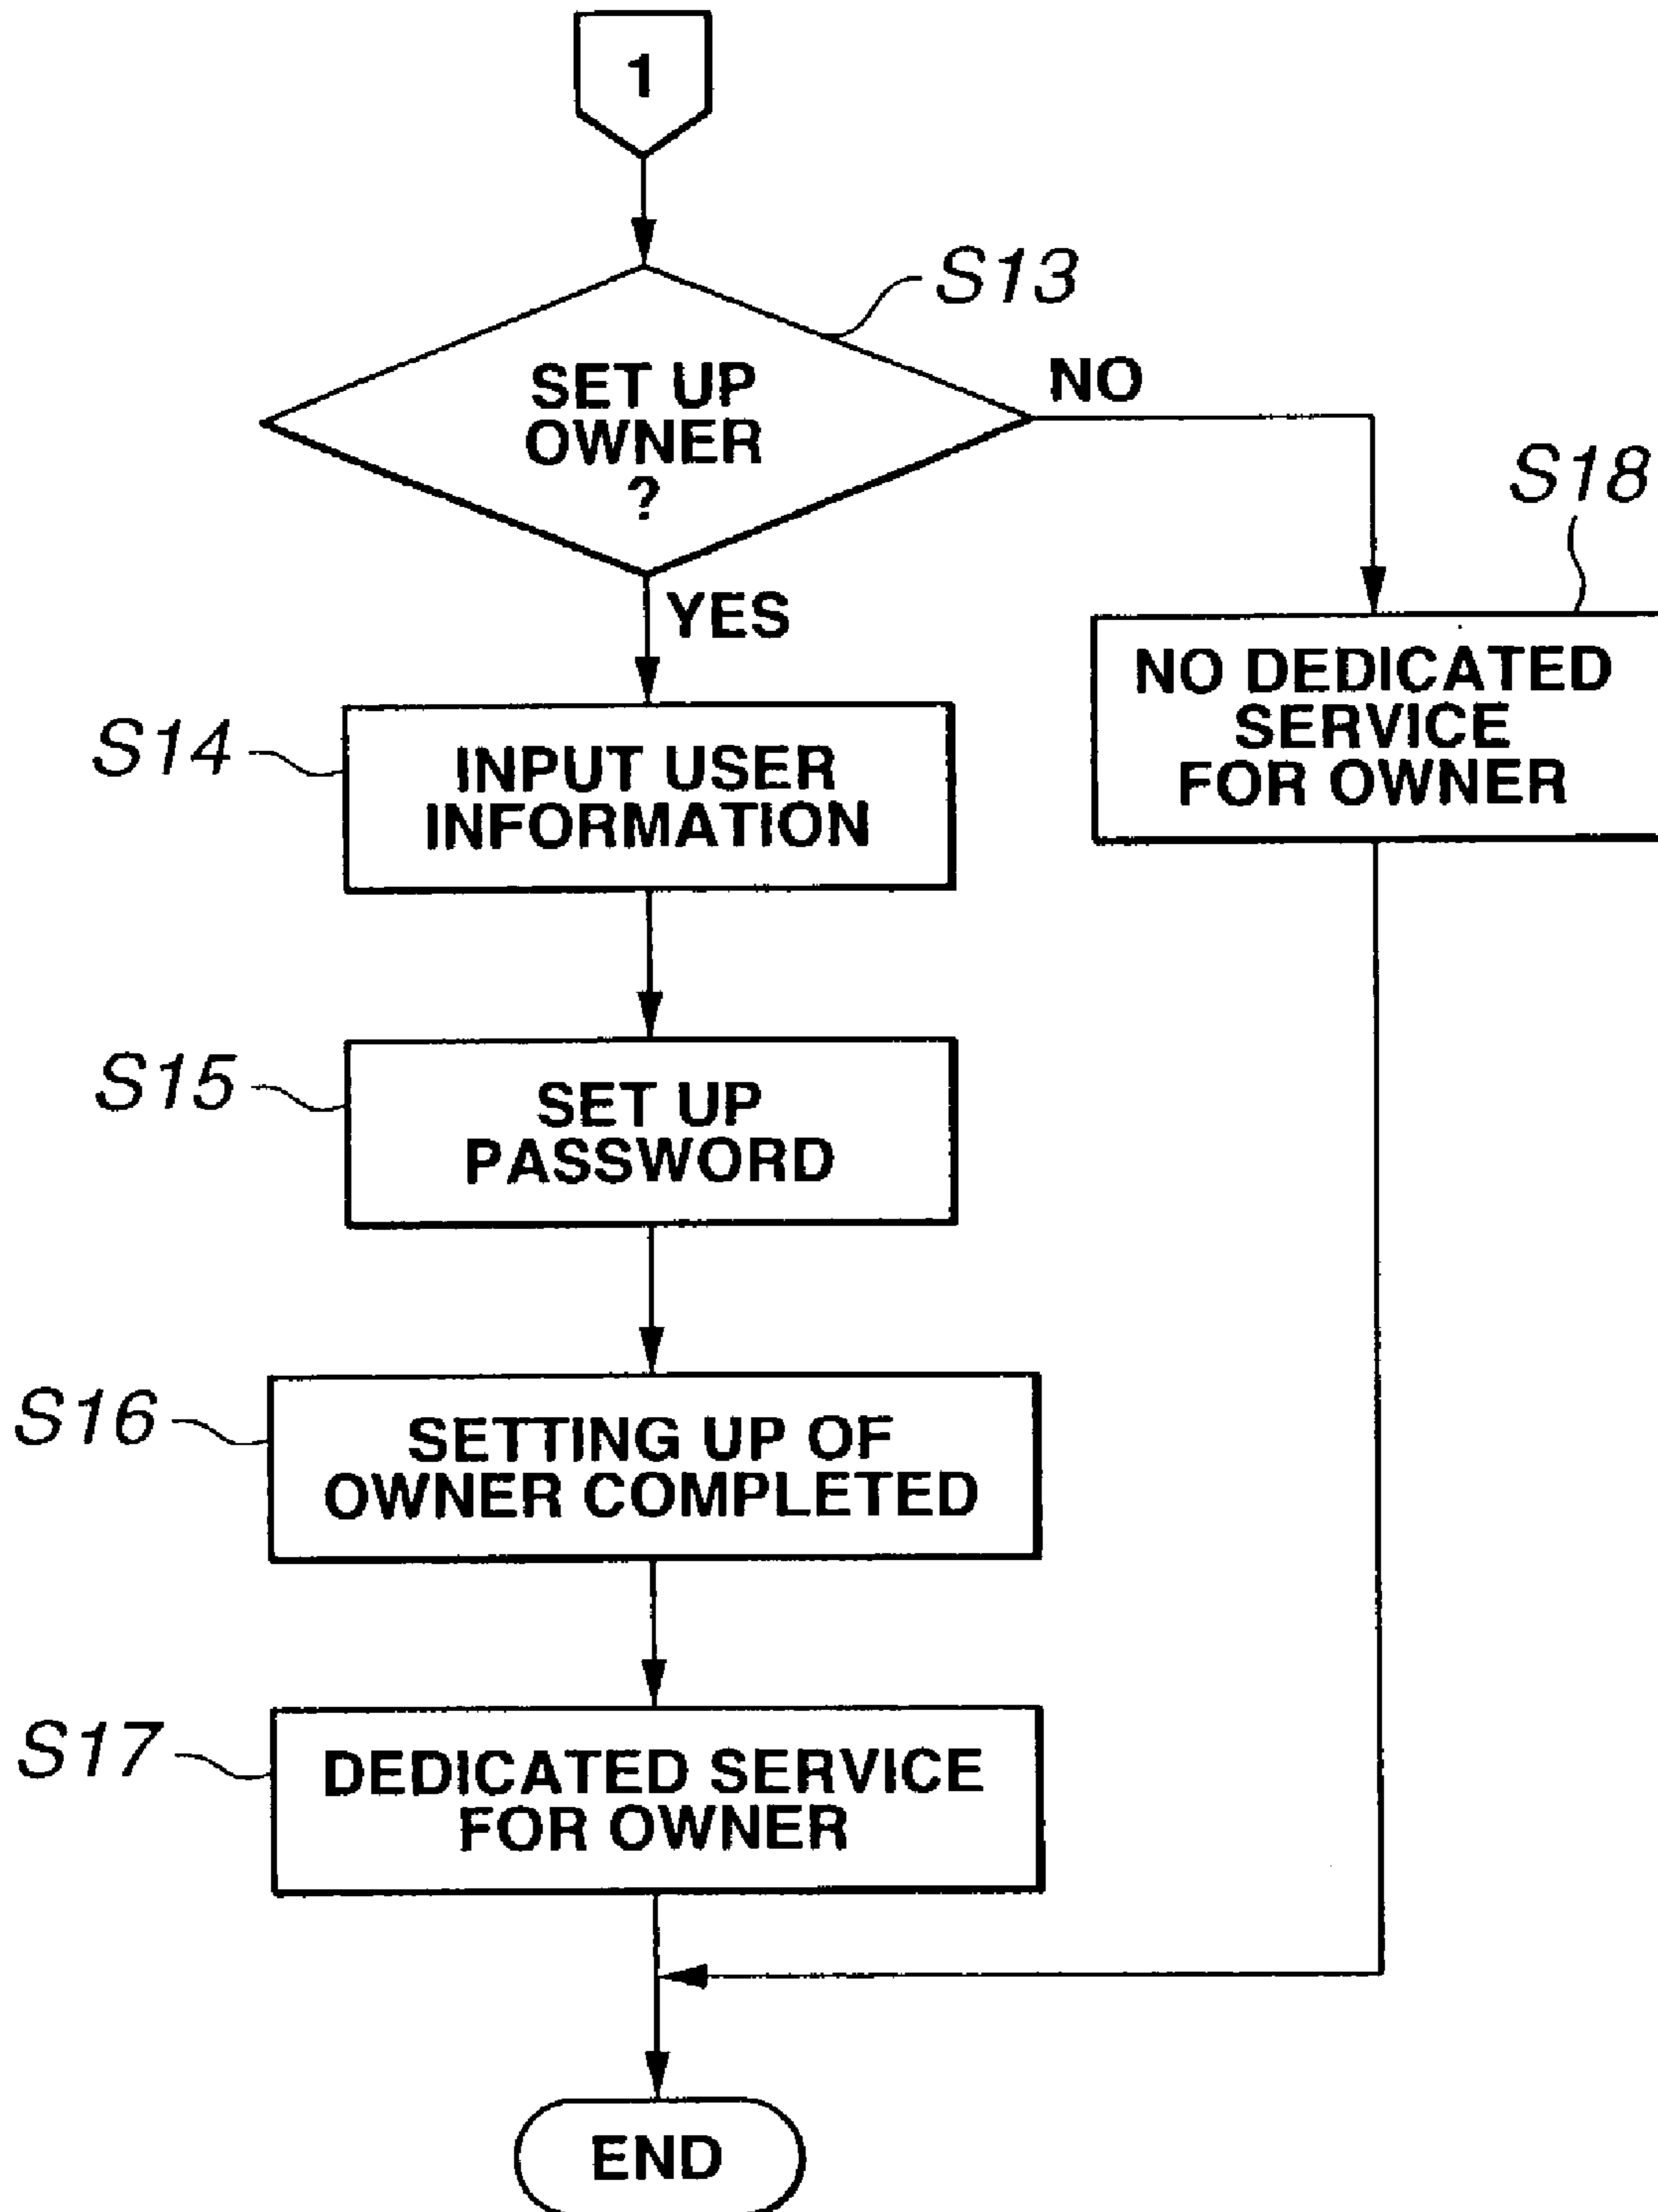 1
S13
SET UP
OWNER
?
NO
YES
S18
NO DEDICATED
SERVICE
FOR OWNER
S14
INPUT USER
INFORMATION
S15
SET UP
PASSWORD
S16
SETTING UP OF
OWNER COMPLETED
S17
DEDICATED SERVICE
FOR OWNER
END